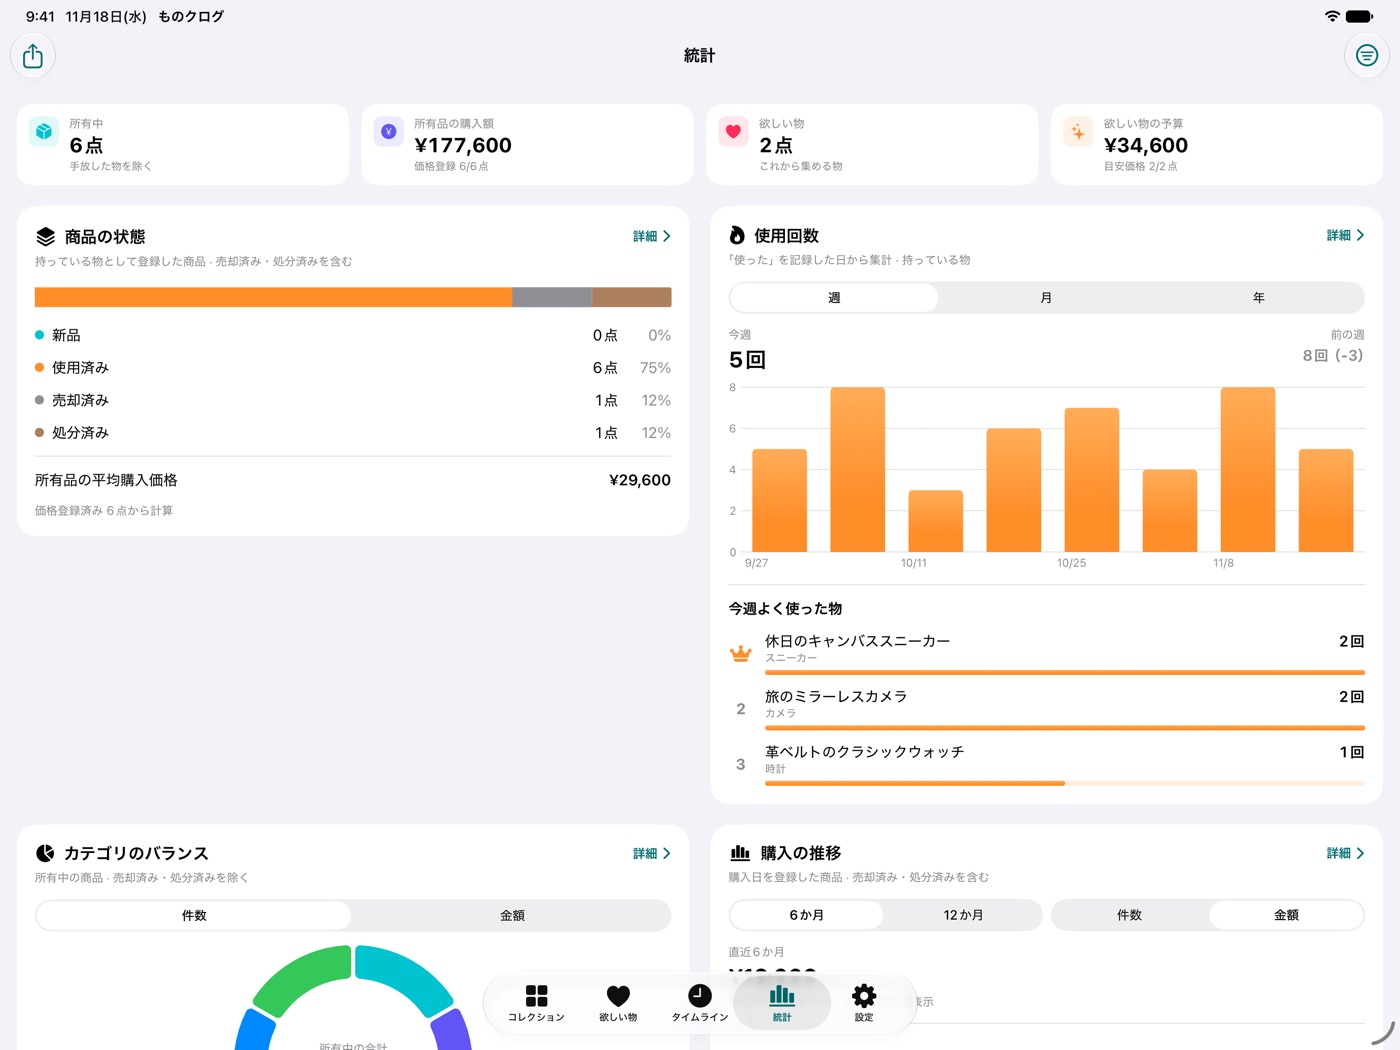 9:41 11月18日(水) ものクログ
統計
所有中
6点
手放した物を除く
所有品の購入額
¥177,600
価格登録 6/6点
欲しい物
2点
これから集める物
欲しい物の予算
¥34,600
目安価格 2/2点
商品の状態
詳細
持っている物として登録した商品 · 売却済み・処分済みを含む
新品 0点 0%
使用済み 6点 75%
売却済み 1点 12%
処分済み 1点 12%
所有品の平均購入価格 ¥29,600
価格登録済み 6点から計算
使用回数
詳細
「使った」を記録した日から集計 · 持っている物
週 月 年
今週 前の週
5回 8回 (-3)
8
6
4
2
0
9/27 10/11 10/25 11/8
今週よく使った物
休日のキャンバススニーカー 2回
スニーカー
2 旅のミラーレスカメラ 2回
カメラ
3 革ベルトのクラシックウォッチ 1回
時計
カテゴリのバランス
詳細
所有中の商品 · 売却済み・処分済みを除く
件数 金額
所有中の合計
購入の推移
詳細
購入日を登録した商品 · 売却済み・処分済みを含む
6か月 12か月 件数 金額
直近6か月
表示
コレクション 欲しい物 タイムライン 統計 設定